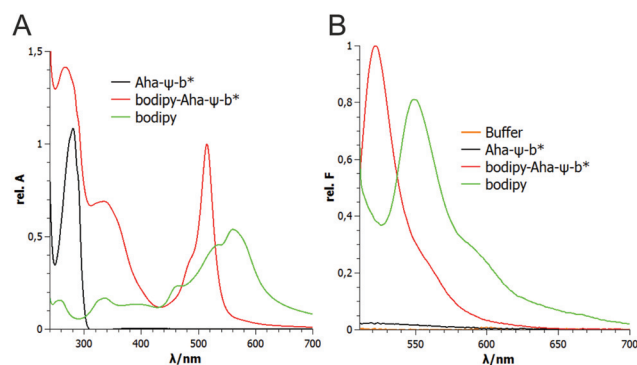 A
B
1,5
1
0,5
0
rel. A
Aha-ψ-b*
bodipy-Aha-ψ-b*
bodipy
300
400
500
600
700
λ/nm
1
0,8
0,6
0,4
0,2
0
rel. F
Buffer
Aha-ψ-b*
bodipy-Aha-ψ-b*
bodipy
550
600
650
700
λ/nm